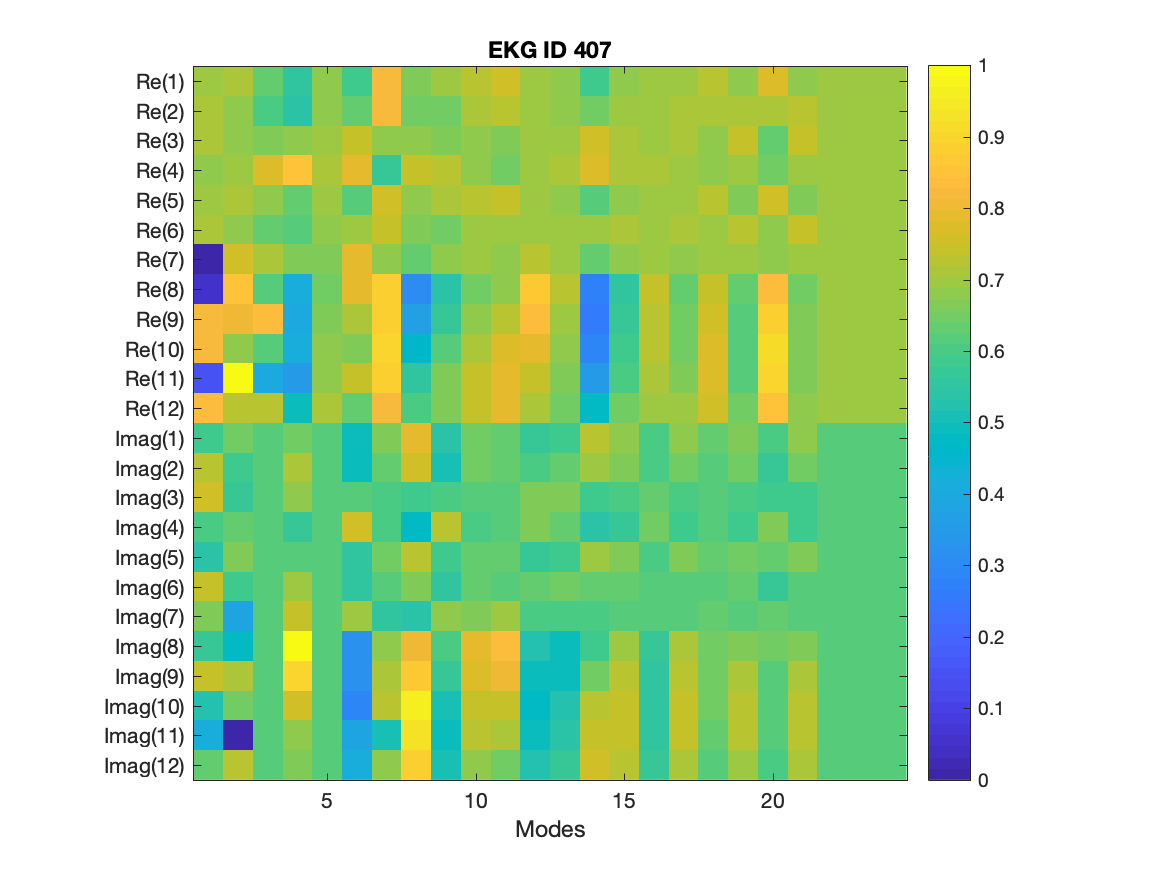 EKG ID 407
Re(1)
Re(2)
Re(3)
Re(4)
Re(5)
Re(6)
Re(7)
Re(8)
Re(9)
Re(10)
Re(11)
Re(12)
Imag(1)
Imag(2)
Imag(3)
Imag(4)
Imag(5)
Imag(6)
Imag(7)
Imag(8)
Imag(9)
Imag(10)
Imag(11)
Imag(12)
5 10 15 20
Modes
1
0.9
0.8
0.7
0.6
0.5
0.4
0.3
0.2
0.1
0